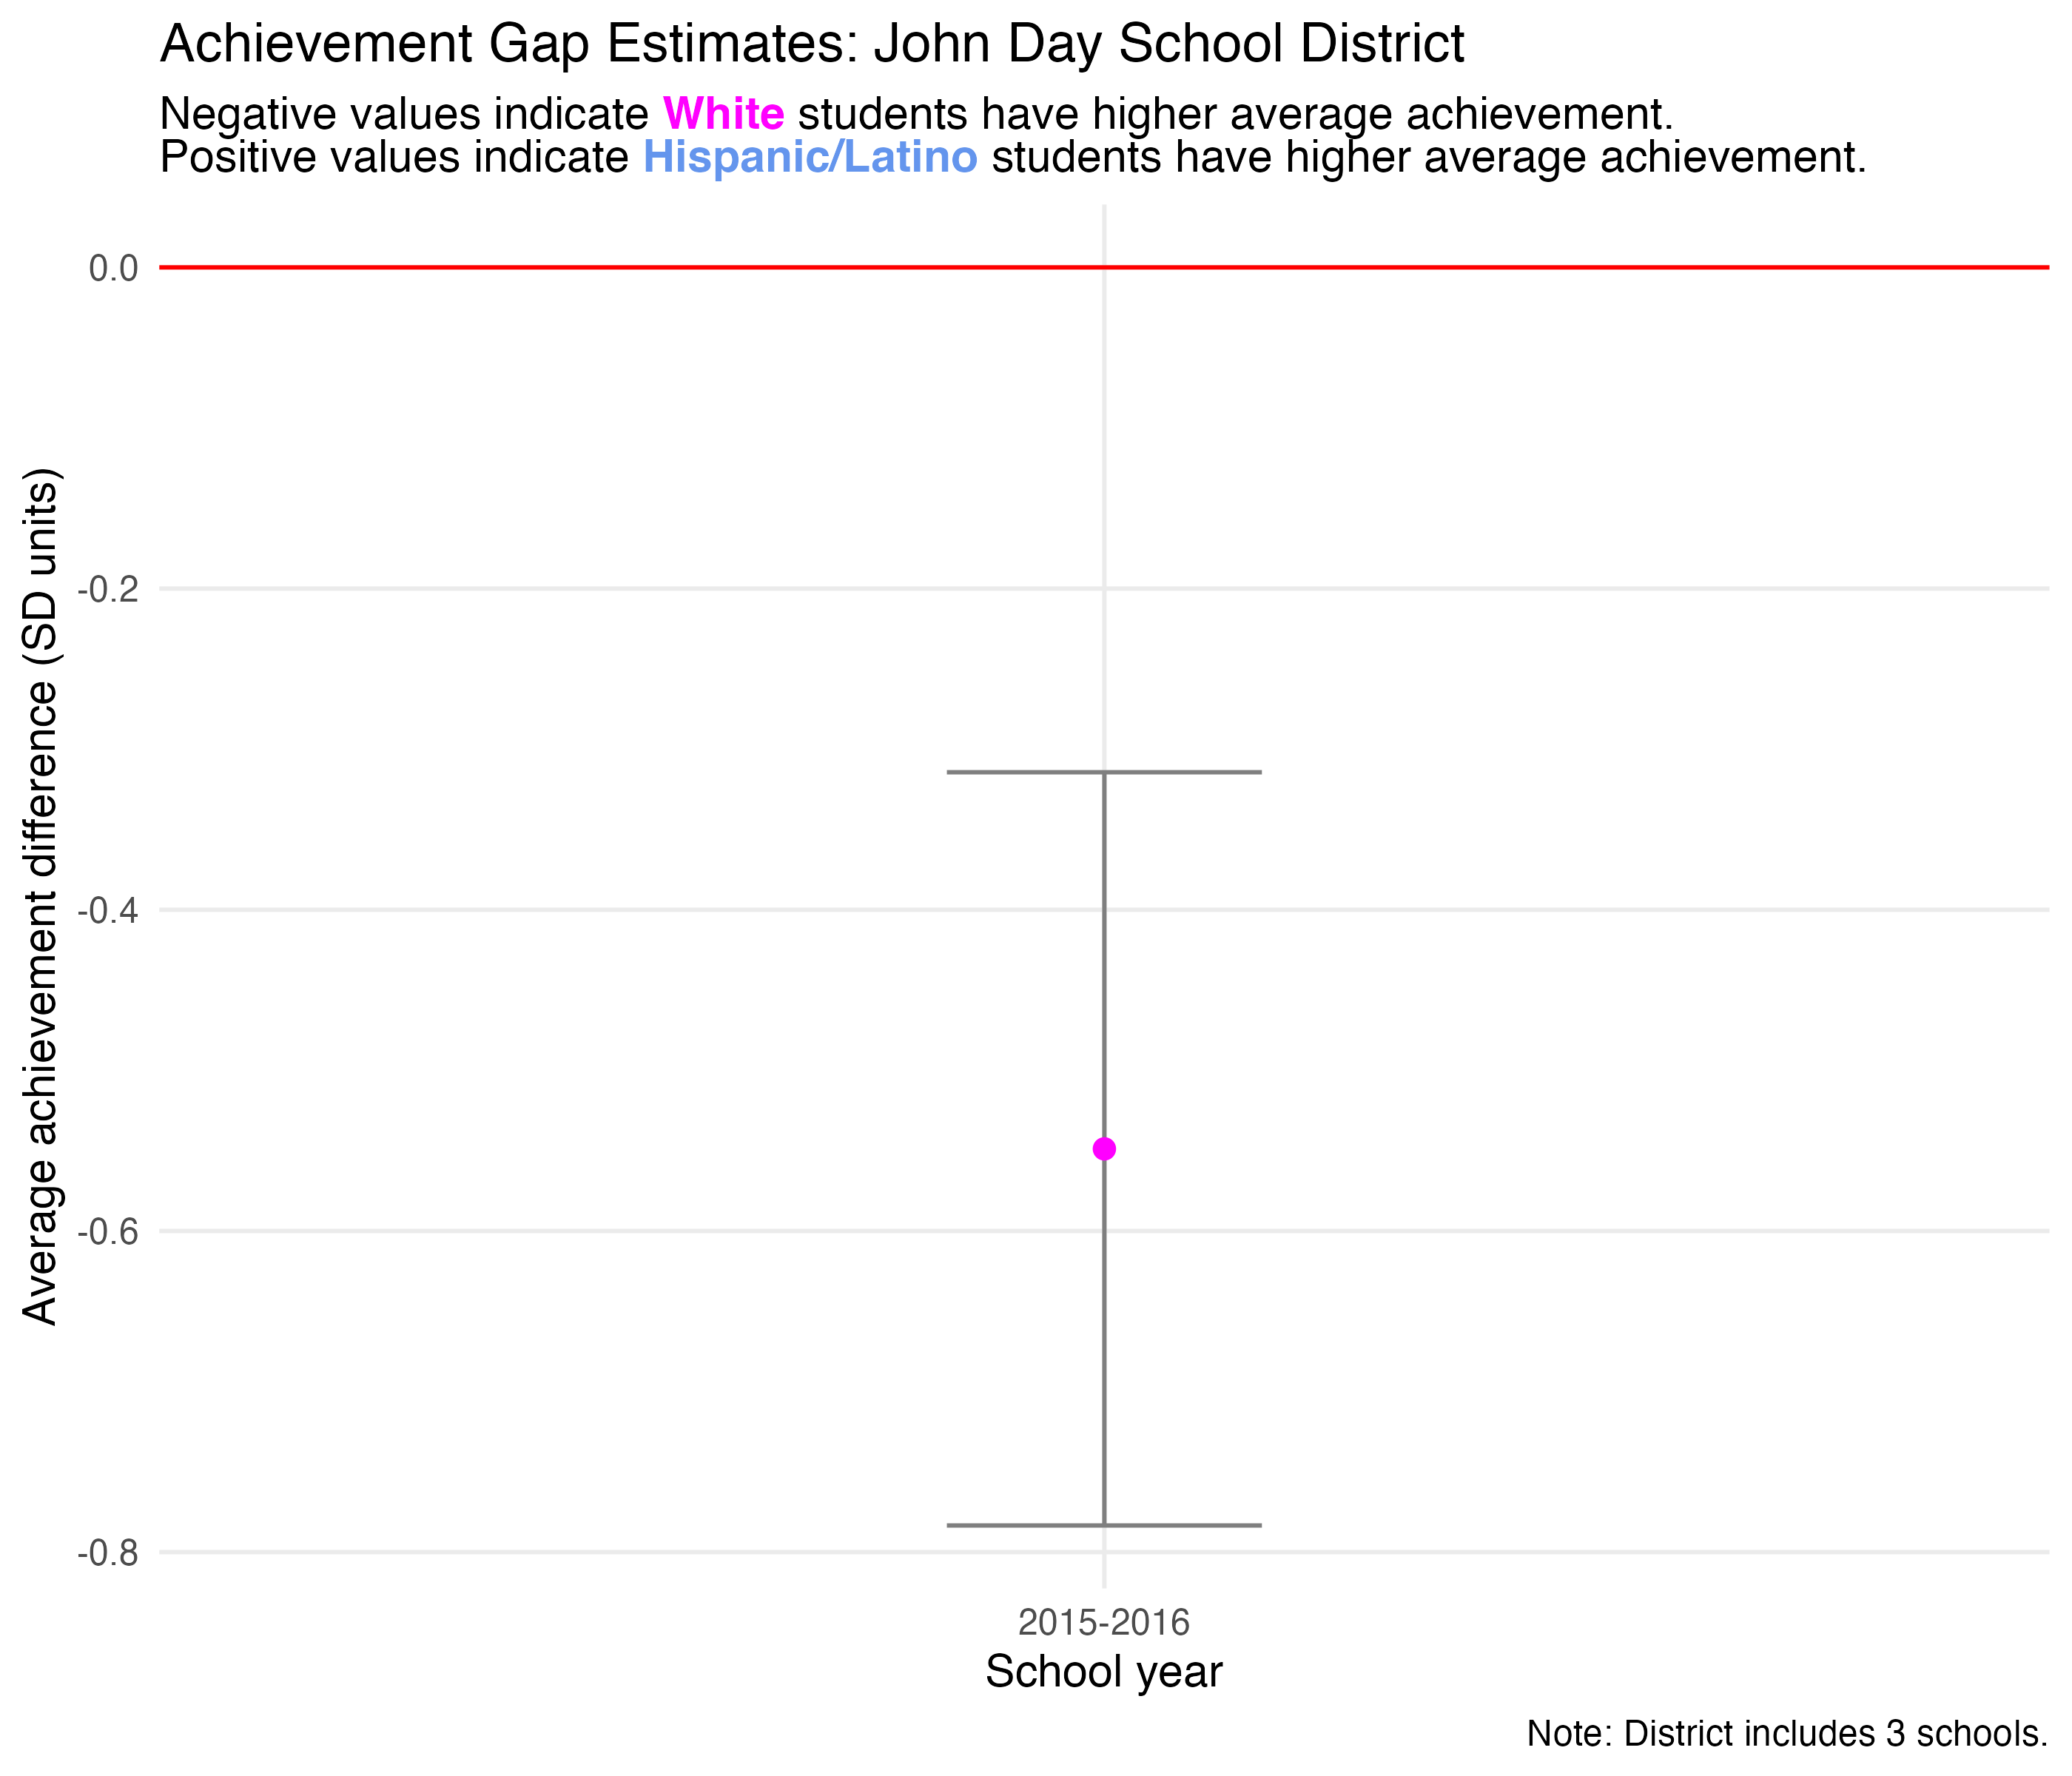 Achievement Gap Estimates: John Day School District
Negative values indicate White students have higher average achievement.
Positive values indicate Hispanic/Latino students have higher average achievement.
Average achievement difference (SD units)
0.0
-0.2
-0.4
-0.6
-0.8
2015-2016
School year
Note: District includes 3 schools.